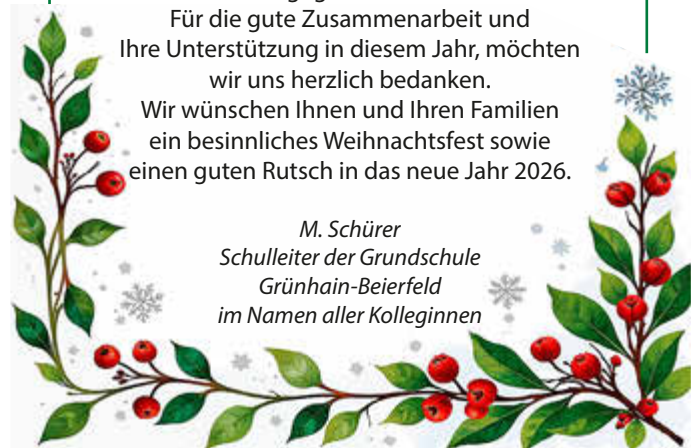 Für die gute Zusammenarbeit und
Ihre Unterstützung in diesem Jahr, möchten
wir uns herzlich bedanken.
Wir wünschen Ihnen und Ihren Familien
ein besinnliches Weihnachtsfest sowie
einen guten Rutsch in das neue Jahr 2026.
M. Schürer
Schulleiter der Grundschule
Grünhain-Beierfeld
im Namen aller Kolleginnen